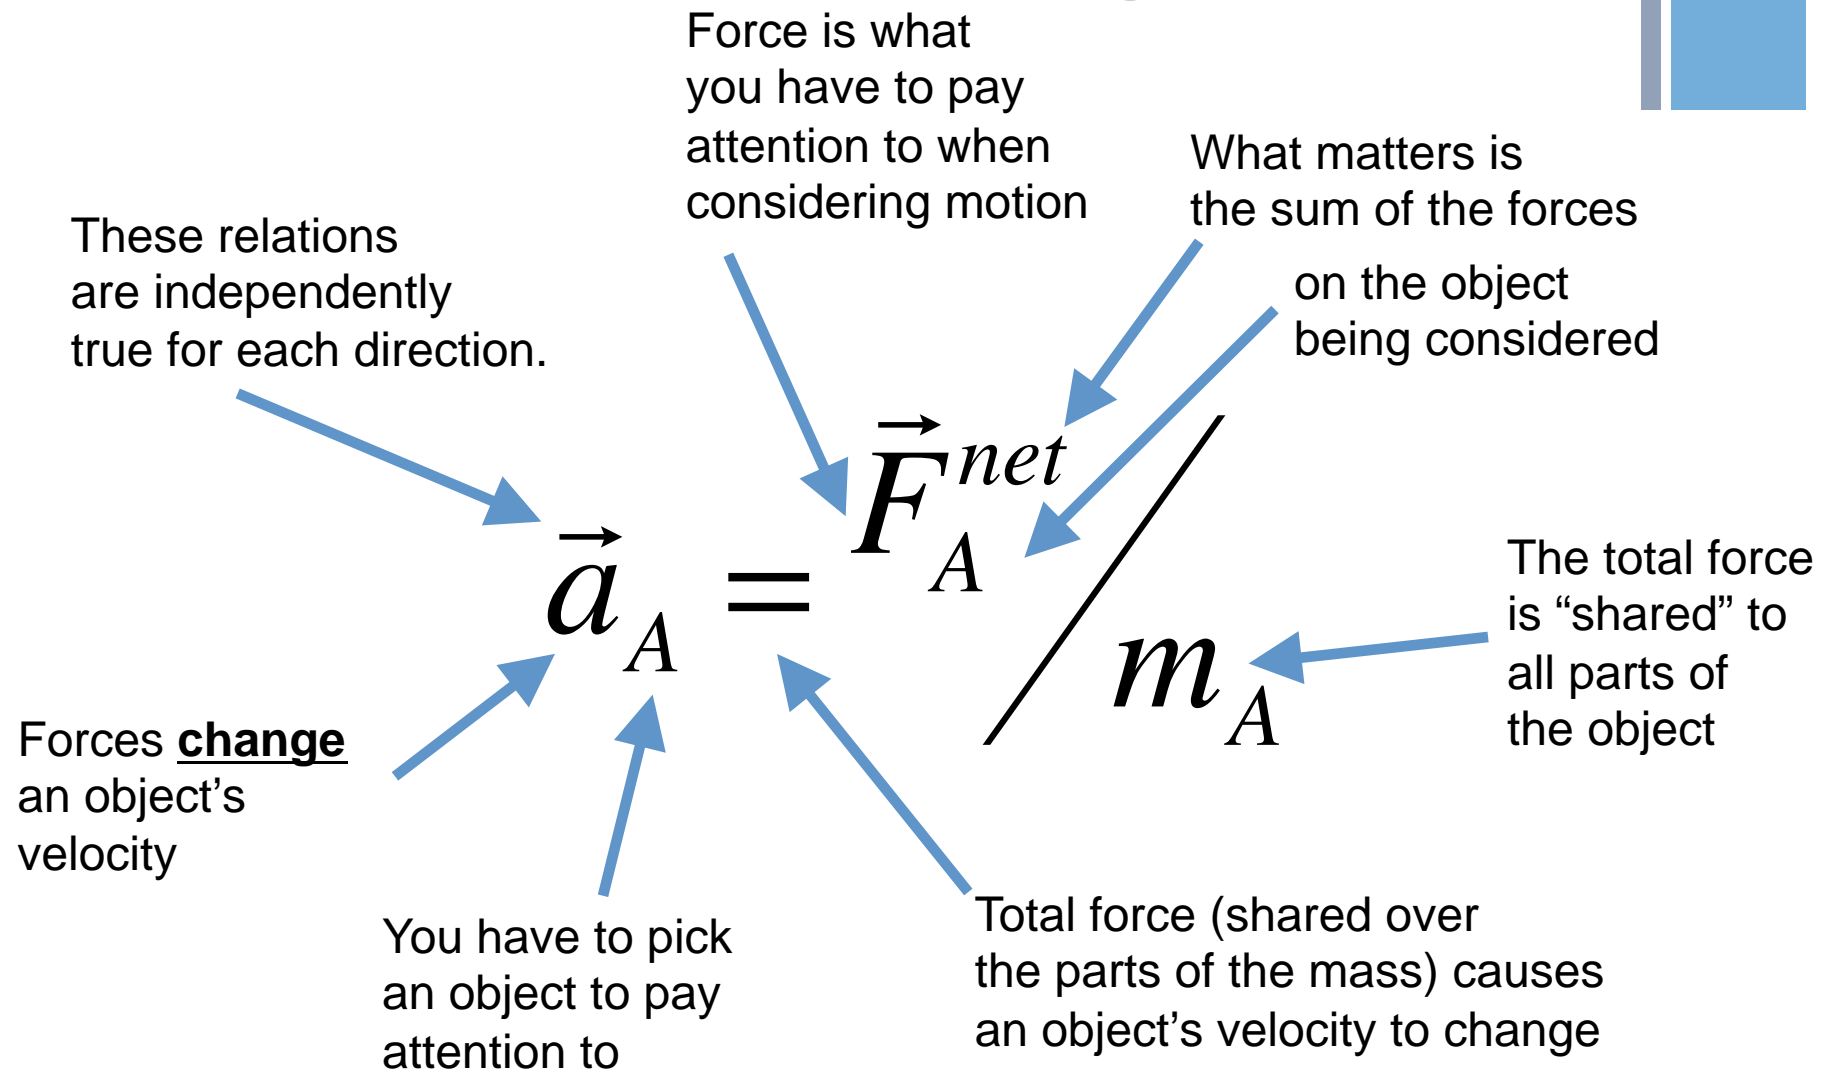 Force is what
you have to pay
attention to when
considering motion
What matters is
the sum of the forces
on the object
being considered
These relations
are independently
true for each direction.
a⃗_A = F⃗_A^net / m_A
The total force
is “shared” to
all parts of
the object
Forces change
an object’s
velocity
You have to pick
an object to pay
attention to
Total force (shared over
the parts of the mass) causes
an object’s velocity to change